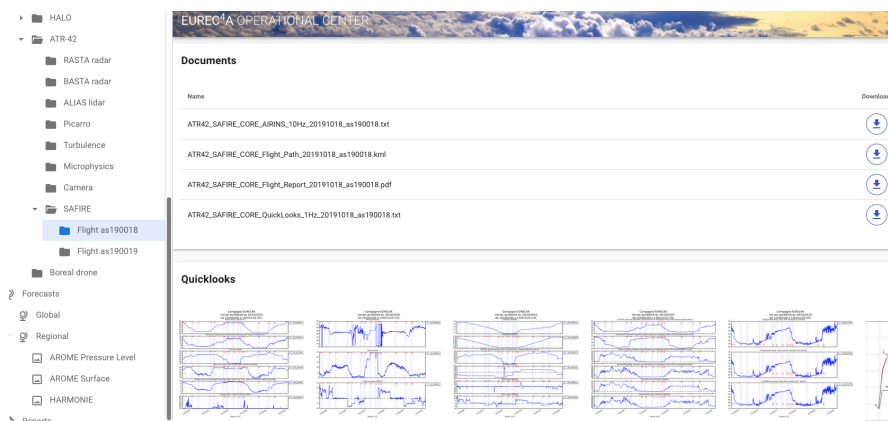 HALO
ATR-42
RASTA radar
BASTA radar
ALIAS lidar
Picarro
Turbulence
Microphysics
Camera
SAFIRE
Flight as190018
Flight as190019
Boreal drone
Forecasts
Global
Regional
AROME Pressure Level
AROME Surface
HARMONIE
Reports
EUREC⁴A OPERATIONAL CENTER
Documents
Name Download
ATR42_SAFIRE_CORE_AIRINS_10Hz_20191018_as190018.txt
ATR42_SAFIRE_CORE_Flight_Path_20191018_as190018.kml
ATR42_SAFIRE_CORE_Flight_Report_20191018_as190018.pdf
ATR42_SAFIRE_CORE_QuickLooks_1Hz_20191018_as190018.txt
Quicklooks